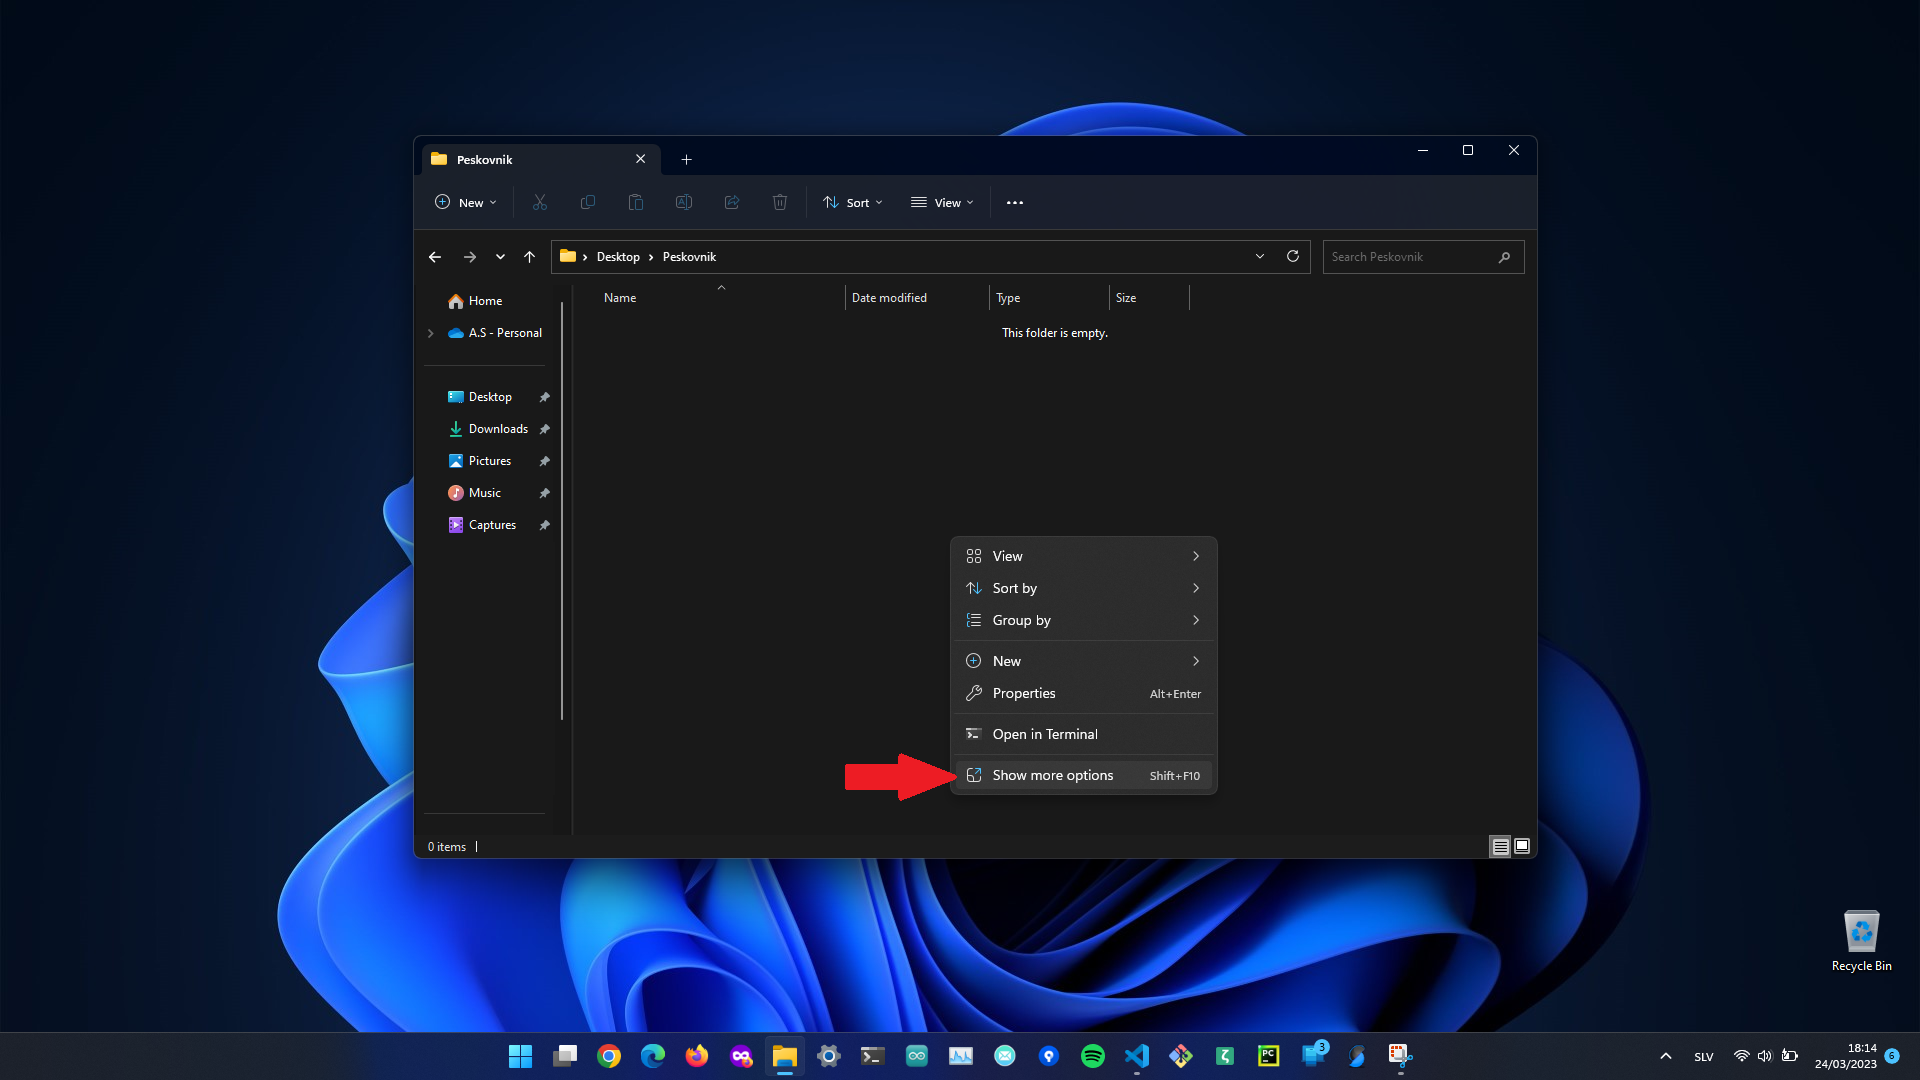 Peskovnik
New
Sort
View
Desktop
Peskovnik
Search Peskovnik
Name
Date modified
Type
Size
Home
This folder is empty.
A.S - Personal
Desktop
Downloads
Pictures
Music
Captures
View
Sort by
Group by
New
Properties
Alt+Enter
Open in Terminal
Show more options
Shift+F10
0 items
Recycle Bin
PC
3
SLV
18:14
24/03/2023
6